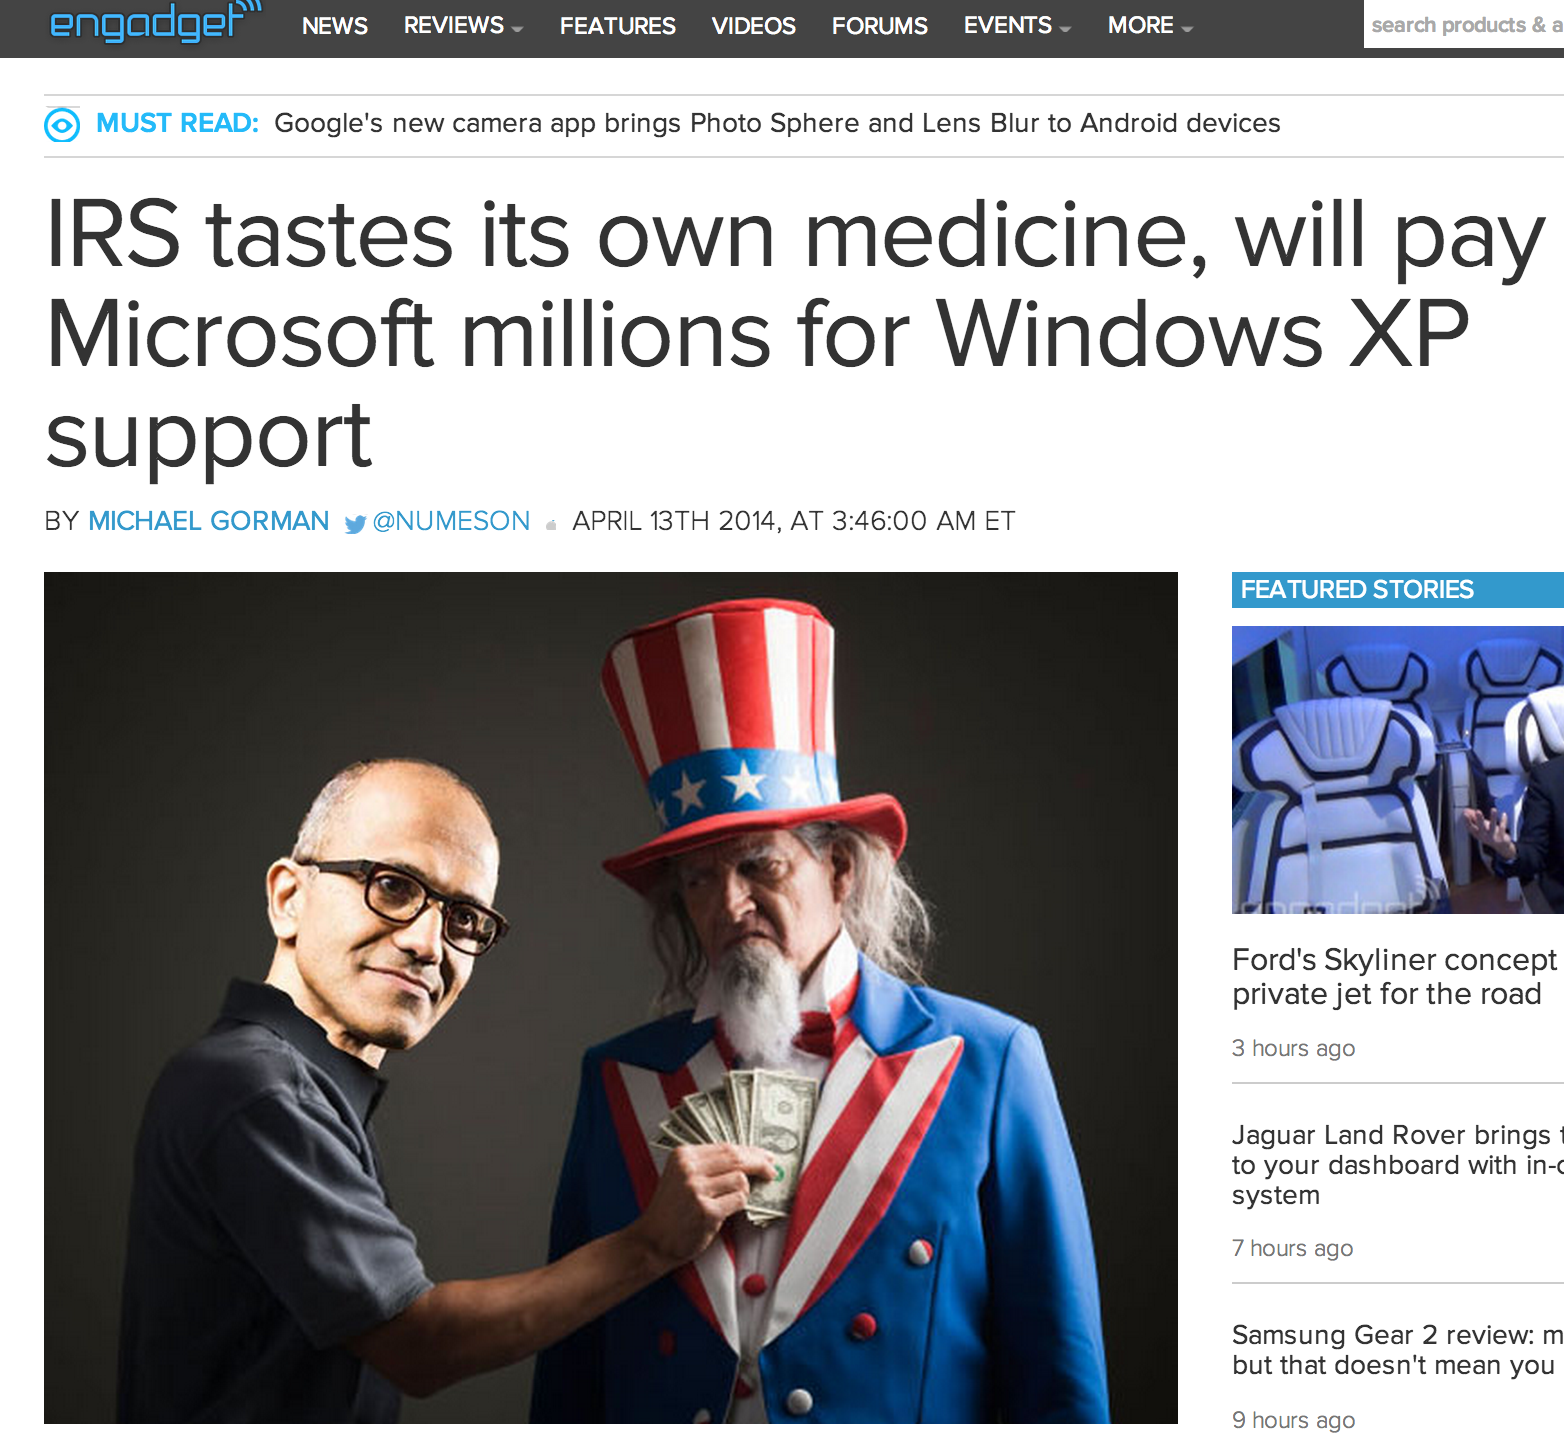 engadget
NEWS REVIEWS FEATURES VIDEOS FORUMS EVENTS MORE
search products & a
MUST READ: Google's new camera app brings Photo Sphere and Lens Blur to Android devices
IRS tastes its own medicine, will pay
Microsoft millions for Windows XP
support
BY MICHAEL GORMAN @NUMESON APRIL 13TH 2014, AT 3:46:00 AM ET
FEATURED STORIES
engadget
Ford's Skyliner concept
private jet for the road
3 hours ago
Jaguar Land Rover brings t
to your dashboard with in-c
system
7 hours ago
Samsung Gear 2 review: m
but that doesn't mean you
9 hours ago